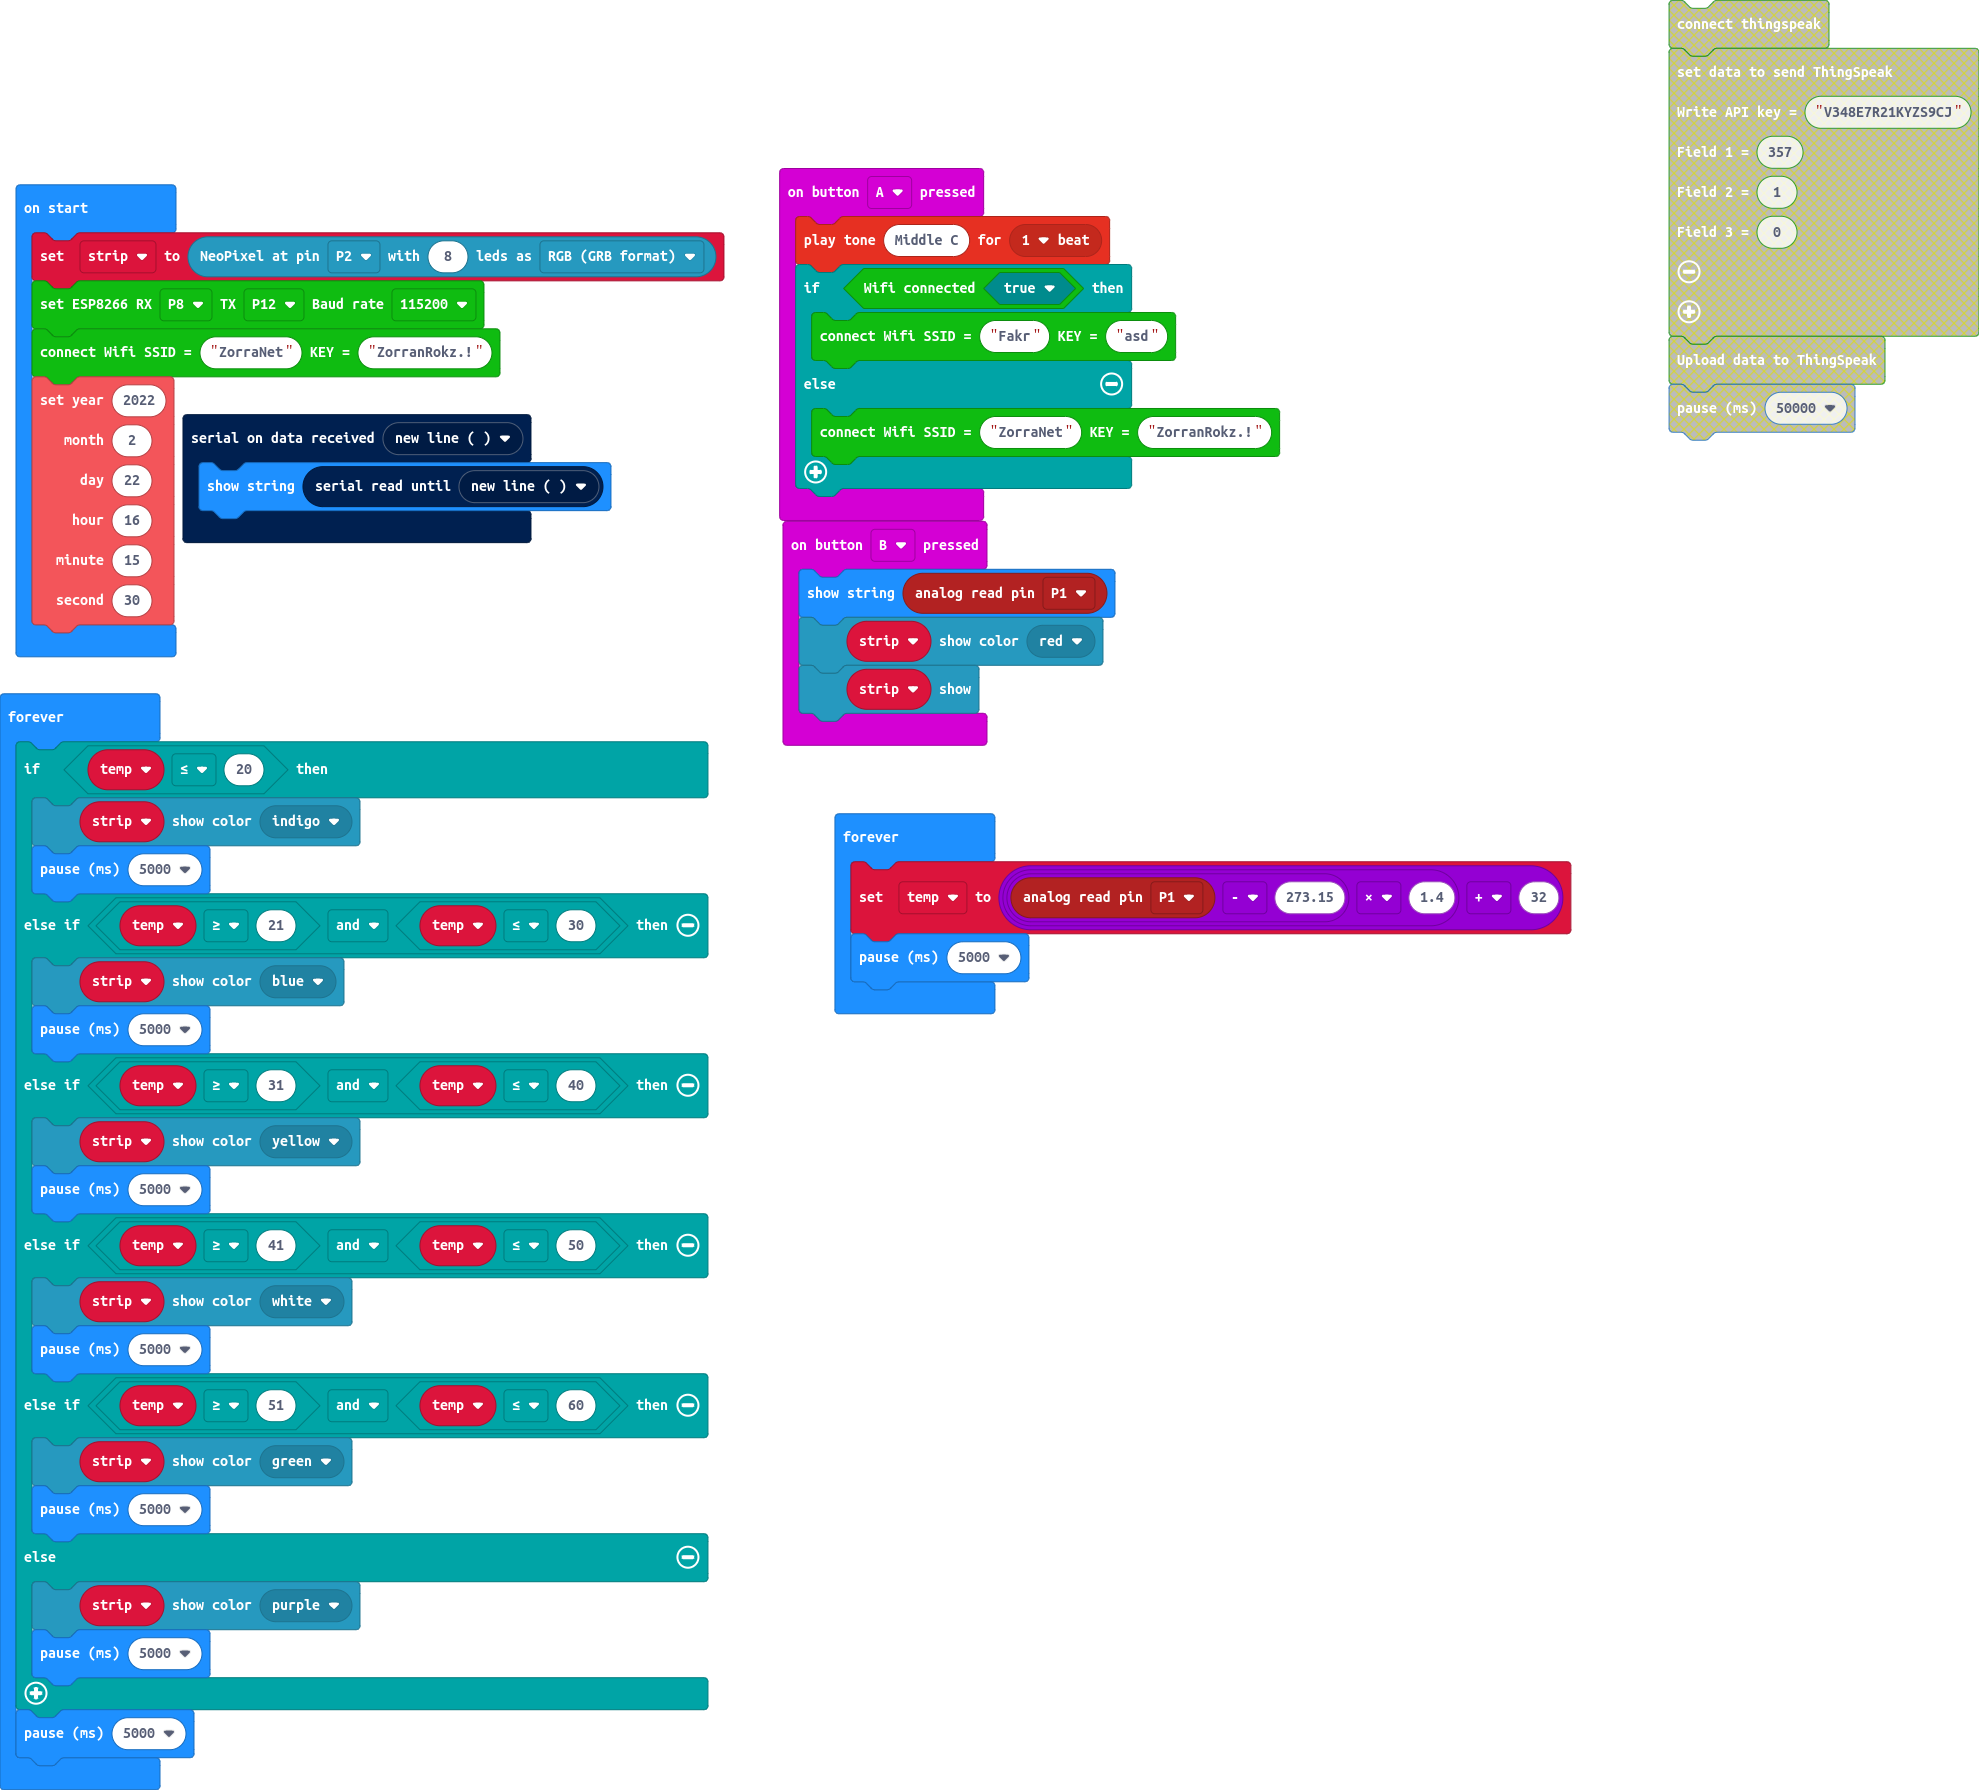 on start
set strip to NeoPixel at pin P2 with 8 leds as RGB (GRB format)
set ESP8266 RX P8 TX P12 Baud rate 115200
connect Wifi SSID = "ZorraNet" KEY = "ZorranRokz.!"
set year 2022
month 2
day 22
hour 16
minute 15
second 30
serial on data received new line ( )
show string serial read until new line ( )
forever
if temp ≤ 20 then
strip show color indigo
pause (ms) 5000
else if temp ≥ 21 and temp ≤ 30 then
strip show color blue
pause (ms) 5000
else if temp ≥ 31 and temp ≤ 40 then
strip show color yellow
pause (ms) 5000
else if temp ≥ 41 and temp ≤ 50 then
strip show color white
pause (ms) 5000
else if temp ≥ 51 and temp ≤ 60 then
strip show color green
pause (ms) 5000
else
strip show color purple
pause (ms) 5000
pause (ms) 5000
on button A pressed
play tone Middle C for 1 beat
if Wifi connected true then
connect Wifi SSID = "Fakr" KEY = "asd"
else
connect Wifi SSID = "ZorraNet" KEY = "ZorranRokz.!"
on button B pressed
show string analog read pin P1
strip show color red
strip show
forever
set temp to analog read pin P1 - 273.15 × 1.4 + 32
pause (ms) 5000
connect thingspeak
set data to send ThingSpeak
Write API key = "V348E7R21KYZS9CJ"
Field 1 = 357
Field 2 = 1
Field 3 = 0
Upload data to ThingSpeak
pause (ms) 50000